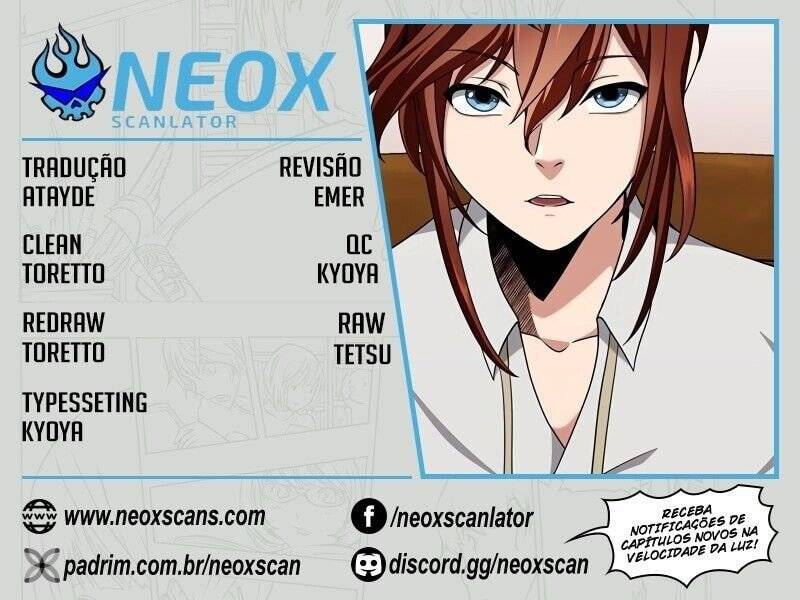 NEOX
SCANLATOR
TRADUÇÃO
ATAYDE
REVISÃO
EMER
CLEAN
TORETTO
QC
KYOYA
REDRAW
TORETTO
RAW
TETSU
TYPESSETING
KYOYA
www.neoxscans.com
f /neoxscanlator
padrim.com.br/neoxscan
discord.gg/neoxscan
RECEBA
NOTIFICAÇÕES DE
CAPÍTULOS NOVOS NA
VELOCIDADE DA LUZ!